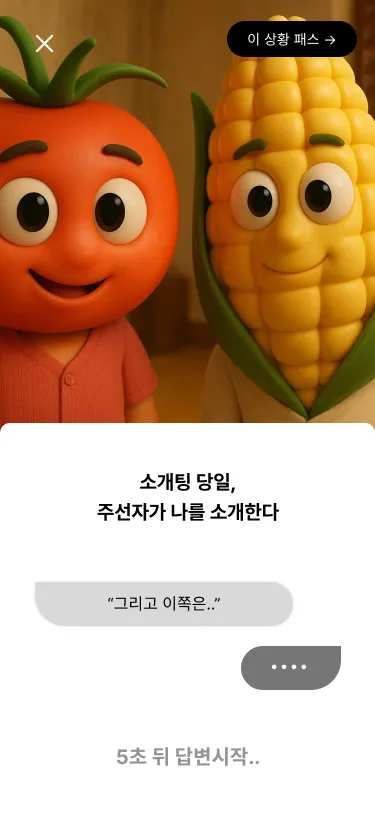 이 상황 패스 →
소개팅 당일,
주선자가 나를 소개한다
“그리고 이쪽은..”
••••
5초 뒤 답변시작..